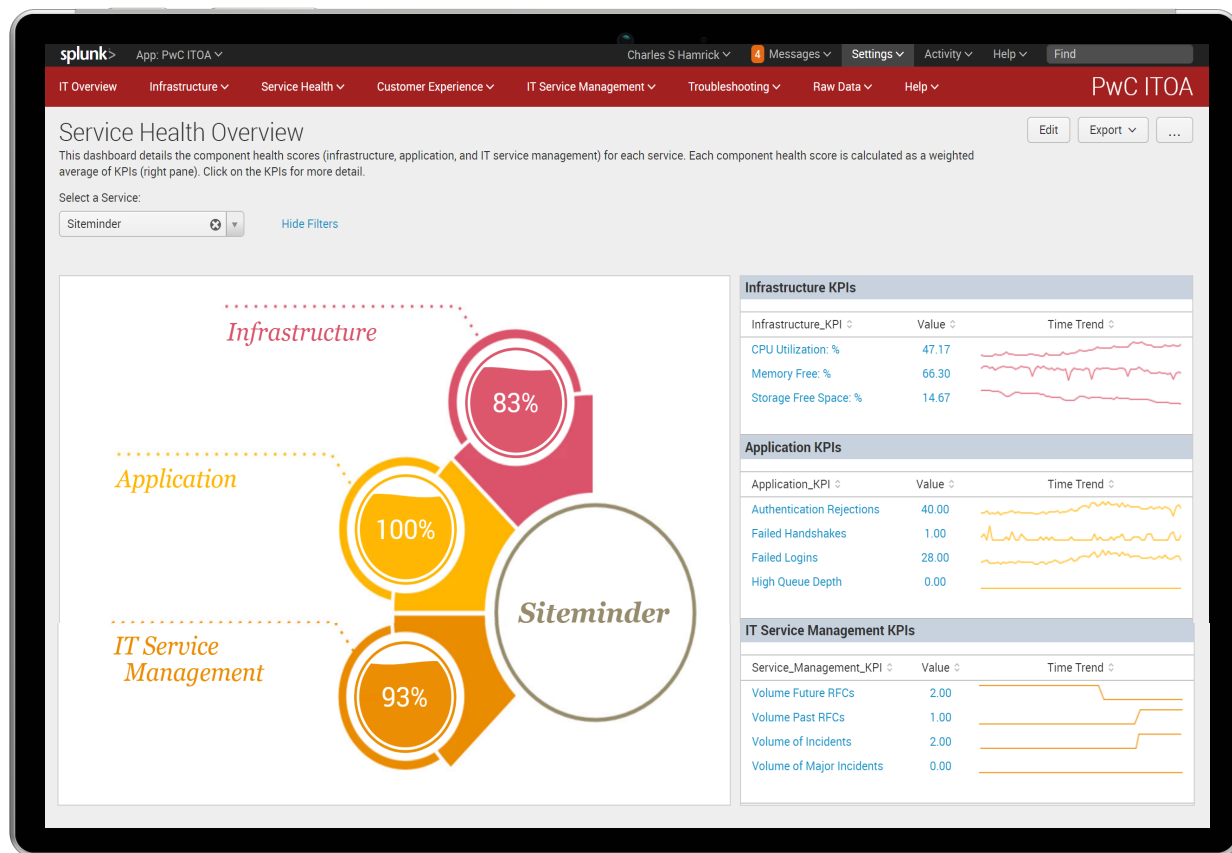 splunk> App: PwC ITOA Charles S Hamrick 4 Messages Settings Activity Help Find
IT Overview Infrastructure Service Health Customer Experience IT Service Management Troubleshooting Raw Data Help PwC ITOA
Service Health Overview
Edit Export ...
This dashboard details the component health scores (infrastructure, application, and IT service management) for each service. Each component health score is calculated as a weighted
average of KPIs (right pane). Click on the KPIs for more detail.
Select a Service:
Siteminder Hide Filters
Infrastructure
83%
Application
100%
IT Service
Management
93%
Siteminder
Infrastructure KPIs
Infrastructure_KPI Value Time Trend
CPU Utilization: % 47.17
Memory Free: % 66.30
Storage Free Space: % 14.67
Application KPIs
Application_KPI Value Time Trend
Authentication Rejections 40.00
Failed Handshakes 1.00
Failed Logins 28.00
High Queue Depth 0.00
IT Service Management KPIs
Service_Management_KPI Value Time Trend
Volume Future RFCs 2.00
Volume Past RFCs 1.00
Volume of Incidents 2.00
Volume of Major Incidents 0.00